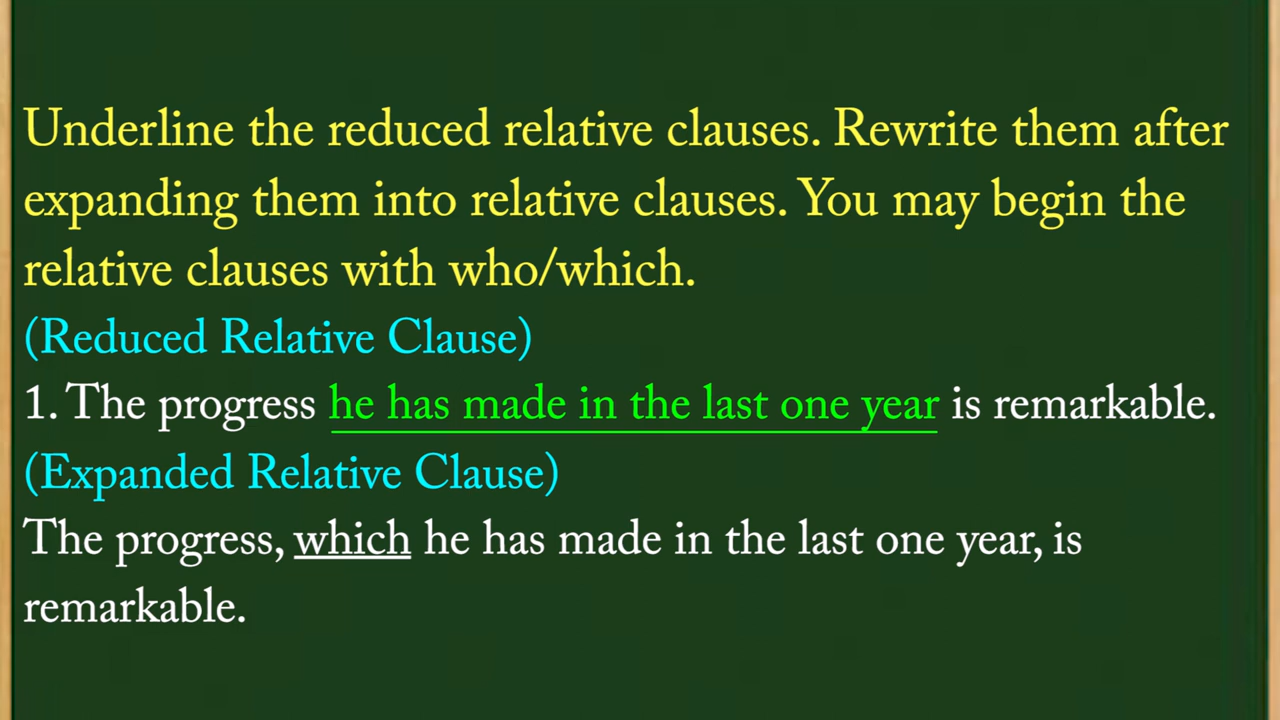 Underline the reduced relative clauses. Rewrite them after
expanding them into relative clauses. You may begin the
relative clauses with who/which.
(Reduced Relative Clause)
1. The progress he has made in the last one year is remarkable.
(Expanded Relative Clause)
The progress, which he has made in the last one year, is
remarkable.